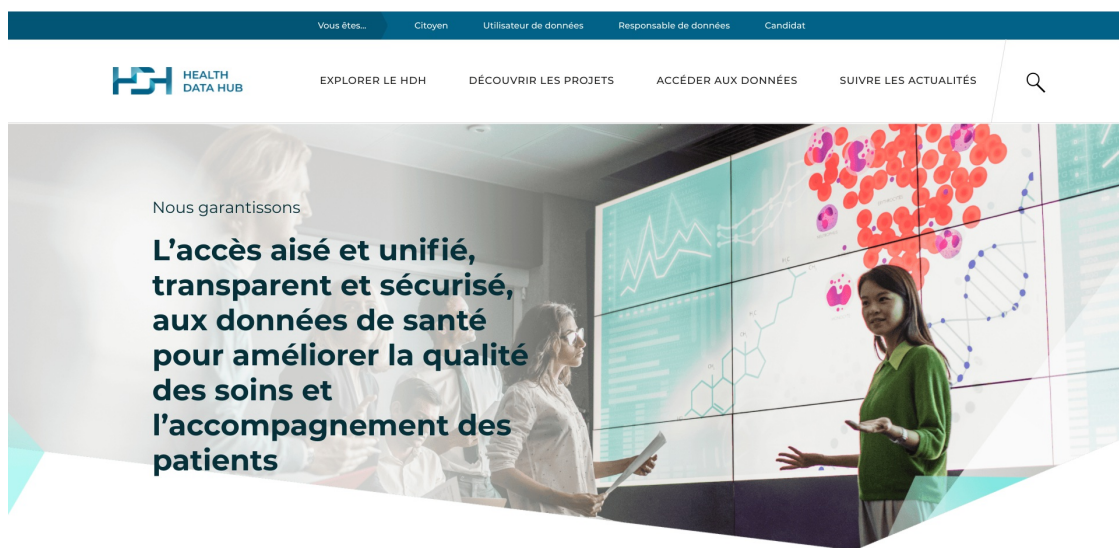 Vous êtes... Citoyen Utilisateur de données Responsable de données Candidat
HDH HEALTH
DATA HUB
EXPLORER LE HDH DÉCOUVRIR LES PROJETS ACCÉDER AUX DONNÉES SUIVRE LES ACTUALITÉS
Nous garantissons
L’accès aisé et unifié,
transparent et sécurisé,
aux données de santé
pour améliorer la qualité
des soins et
l’accompagnement des
patients